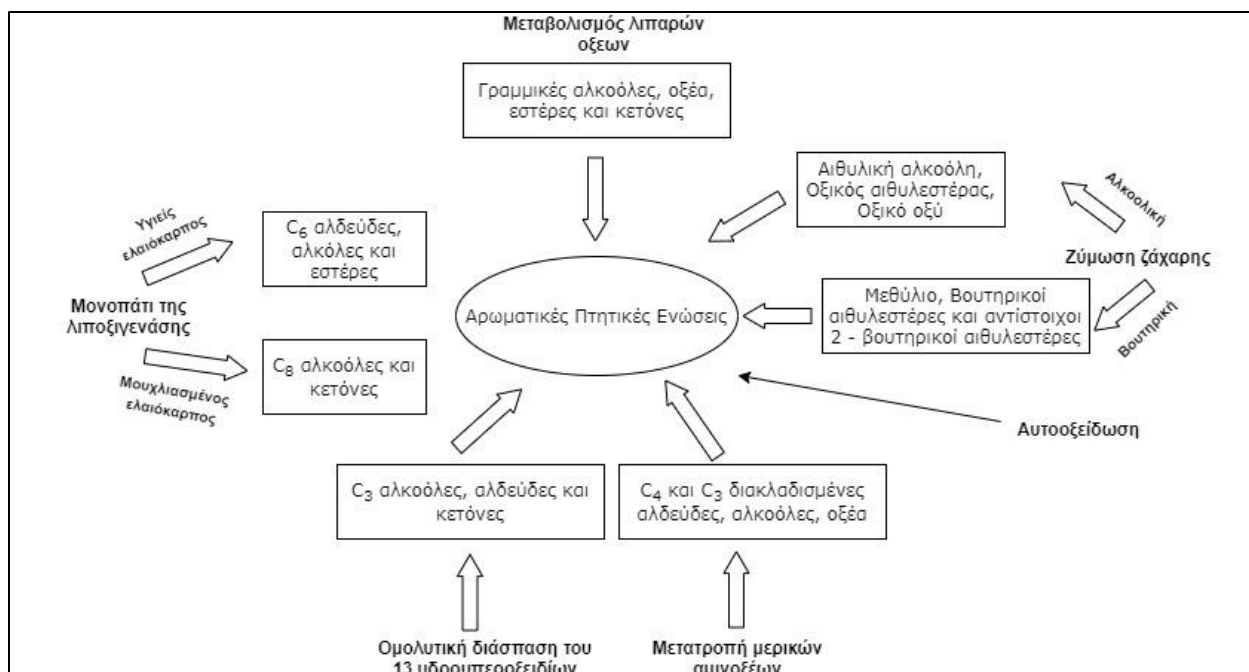 Μεταβολισμός λιπαρών
οξεων
Γραμμικές αλκοόλες, οξέα,
εστέρες και κετόνες
Αιθυλική αλκοόλη,
Οξικός αιθυλεστέρας,
Οξικό οξύ
Αλκοολική
Ζύμωση ζάχαρης
Βουτηρική
Μεθύλιο, Βουτηρικοί
αιθυλεστέρες και αντίστοιχοι
2 - βουτηρικοί αιθυλεστέρες
Υγιείς
ελαιόκαρπος
C6 αλδεύδες,
αλκόλες και
εστέρες
Μονοπάτι της
λιποξιγενάσης
Μουχλιασμένος
ελαιόκαρπος
C8 αλκοόλες και
κετόνες
Αρωματικές Πτητικές Ενώσεις
Αυτοοξείδωση
C3 αλκοόλες, αλδεύδες και
κετόνες
C4 και C3 διακλαδισμένες
αλδεύδες, αλκοόλες, οξέα
Ομολυτική διάσπαση του
13 υδρουπεροξειδίων
Μετατροπή μερικών
αμινοξέων